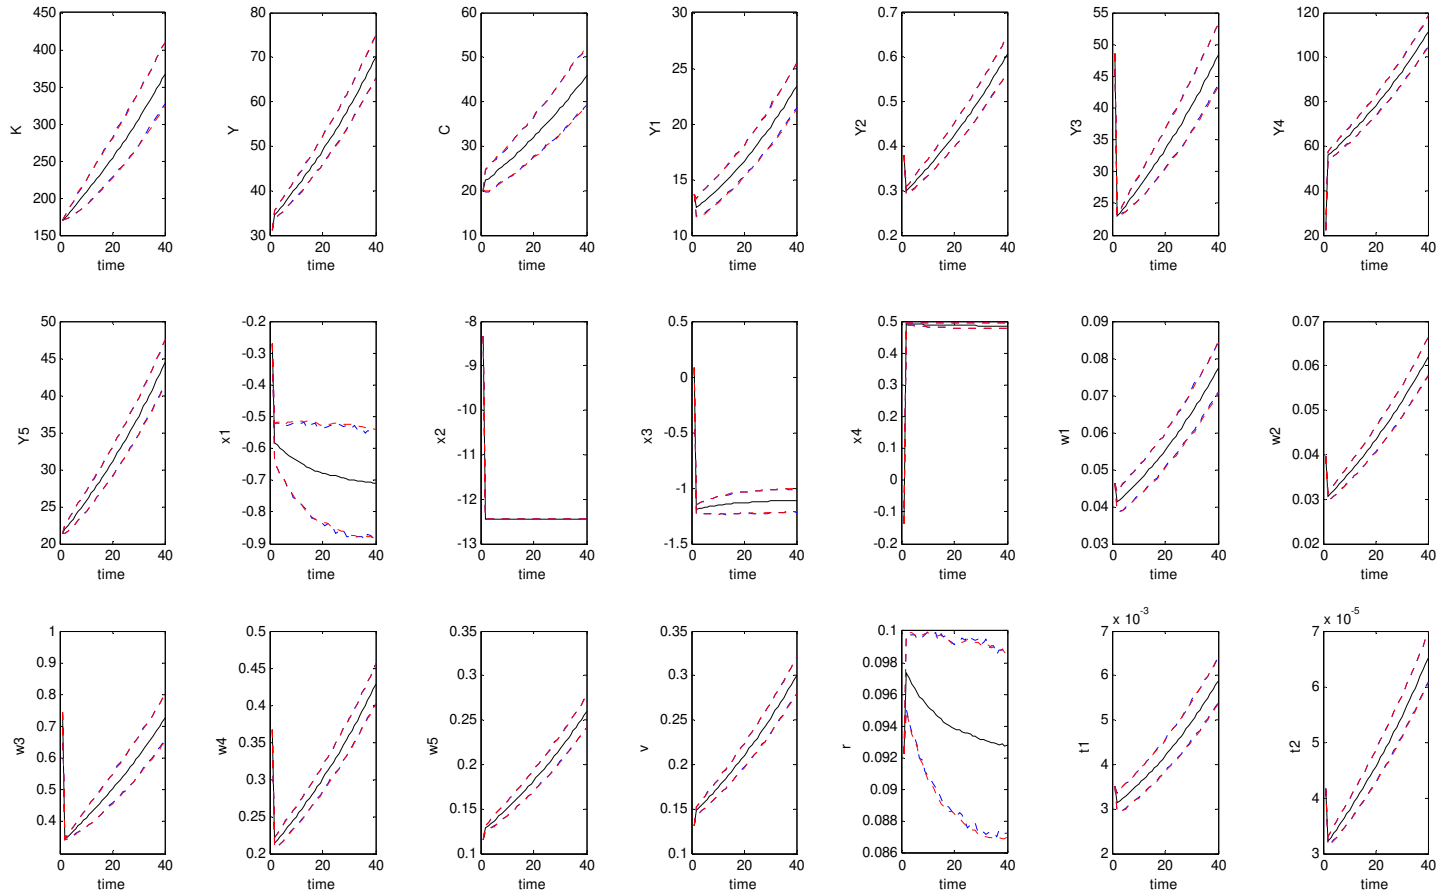 400
350
300
250
200
150
450
K
0 20 40
time
80
70
60
50
40
30
Y
0 20 40
time
60
50
40
30
20
10
C
0 20 40
time
30
25
20
15
10
Y1
0 20 40
time
0.7
0.6
0.5
0.4
0.3
0.2
Y2
0 20 40
time
55
50
45
40
35
30
25
20
Y3
0 20 40
time
120
100
80
60
40
20
Y4
0 20 40
time
50
45
40
35
30
25
20
Y5
0 20 40
time
-0.2
-0.3
-0.4
-0.5
-0.6
-0.7
-0.8
-0.9
x1
0 20 40
time
-8
-9
-10
-11
-12
-13
x2
0 20 40
time
0.5
0
-0.5
-1
-1.5
x3
0 20 40
time
0.5
0.4
0.3
0.2
0.1
0
-0.1
-0.2
x4
0 20 40
time
0.09
0.08
0.07
0.06
0.05
0.04
0.03
w1
0 20 40
time
0.07
0.06
0.05
0.04
0.03
0.02
w2
0 20 40
time
1
0.9
0.8
0.7
0.6
0.5
0.4
w3
0 20 40
time
0.5
0.45
0.4
0.35
0.3
0.25
0.2
w4
0 20 40
time
0.35
0.3
0.25
0.2
0.15
0.1
w5
0 20 40
time
0.35
0.3
0.25
0.2
0.15
0.1
v
0 20 40
time
0.1
0.098
0.096
0.094
0.092
0.09
0.088
0.086
r
0 20 40
time
x 10^-3
7
6
5
4
3
2
t1
0 20 40
time
x 10^-5
7
6
5
4
3
t2
0 20 40
time